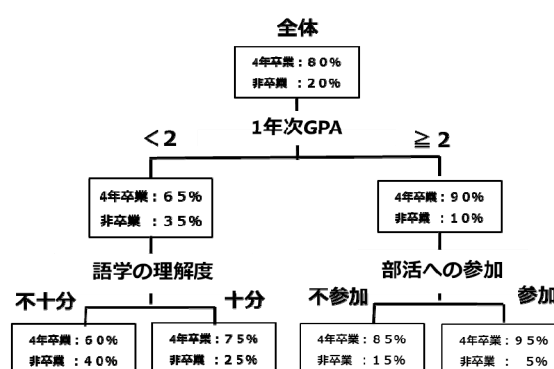 全体
4年卒業:80%
非卒業 :20%
1年次GPA
<2
≧2
4年卒業:65%
非卒業 :35%
4年卒業:90%
非卒業 :10%
語学の理解度
部活への参加
不十分
十分
不参加
参加
4年卒業:60%
非卒業 :40%
4年卒業:75%
非卒業 :25%
4年卒業:85%
非卒業 :15%
4年卒業:95%
非卒業 : 5%